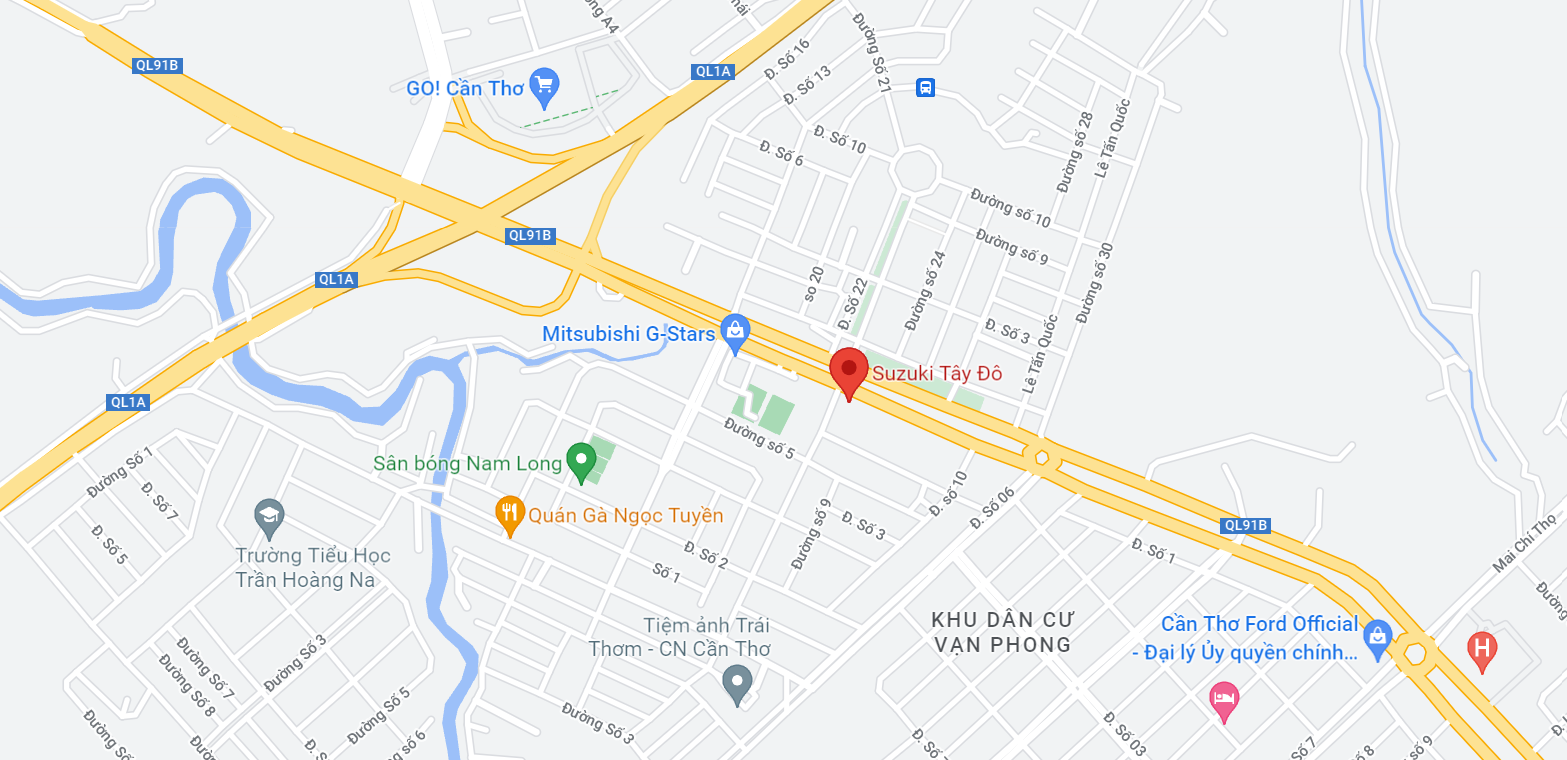 QL91B
QL1A
GO! Cần Thơ
Đ. Số 16
Đ. Số 13
Đường Số 21
Đ. Số 10
Đ. Số 6
Đường số 28
Lê Tấn Quốc
Đường số 10
Đường số 9
QL91B
QL1A
so 20
Đ. Số 22
Đường số 24
Đường số 30
Mitsubishi G-Stars
Đ. Số 3
Lê Tấn Quốc
Suzuki Tây Đô
QL1A
Đường số 5
Sân bóng Nam Long
Đường Số 1
Đ. Số 7
Đ. Số 5
Quán Gà Ngọc Tuyền
Đ. số 10
Đ. Số 06
Đường số 9
Đ. Số 3
QL91B
Mai Chí Thọ
Đ. Số 1
Đường
Trường Tiểu Học
Trần Hoàng Na
Đ. Số 2
Số 1
Tiệm ảnh Trái
Thơm - CN Cần Thơ
KHU DÂN CƯ
VẠN PHONG
Cần Thơ Ford Official
- Đại lý Ủy quyền chính...
H
Đường Số 3
Đường Số 7
Đường Số 8
Đường Số 5
Đường Số 3
Đ. Số 03
Số 7